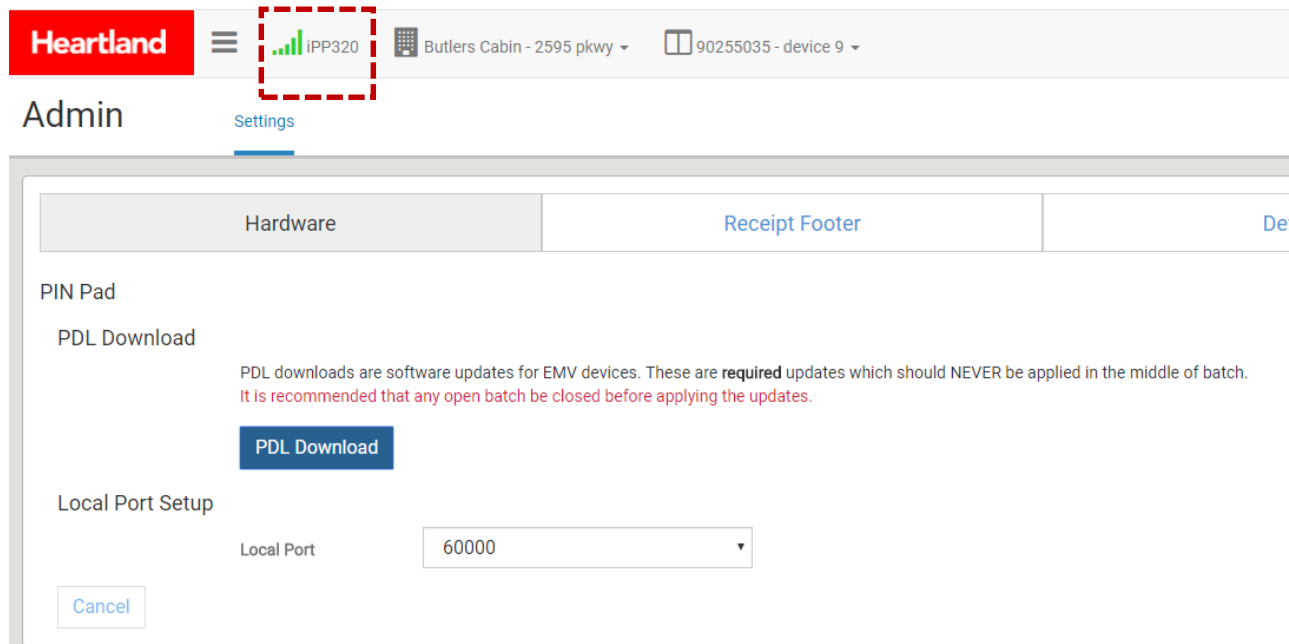 Heartland iPP320 Butlers Cabin - 2595 pkwy 90255035 - device 9
Admin Settings
Hardware Receipt Footer De
PIN Pad
PDL Download
PDL downloads are software updates for EMV devices. These are required updates which should NEVER be applied in the middle of batch.
It is recommended that any open batch be closed before applying the updates.
PDL Download
Local Port Setup
Local Port 60000
Cancel